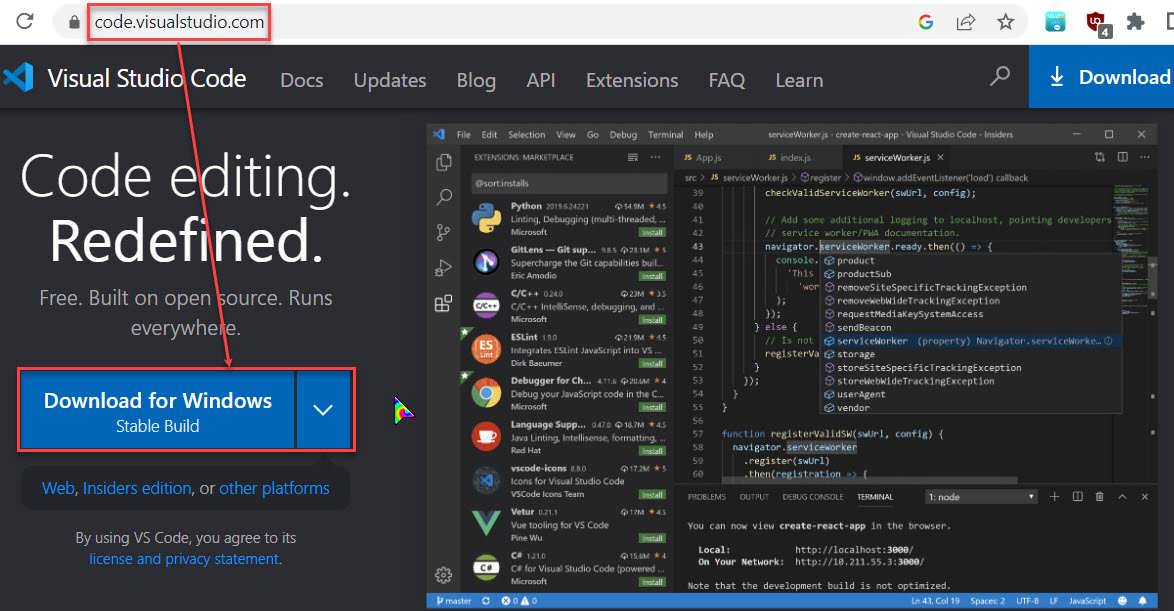 code.visualstudio.com
4
Visual Studio Code
Docs
Updates
Blog
API
Extensions
FAQ
Learn
Download
Code editing.
Redefined.
Free. Built on open source. Runs
everywhere.
Download for Windows
Stable Build
Web, Insiders edition, or other platforms
By using VS Code, you agree to its
license and privacy statement.
File Edit Selection View Go Debug Terminal Help
serviceWorker.js - create-react-app - Visual Studio Code - Insiders
EXTENSIONS: MARKETPLACE
@sort:installs
Python 2019.6.24221 54.9M 4.5
Linting, Debugging (multi-threaded, ...
Microsoft Install
GitLens — Git sup... 9.8.5 23.1M 5
Supercharge the Git capabilities buil...
Eric Amodio Install
C/C++ 0.24.0 23M 3.5
C/C++ IntelliSense, debugging, and ...
Microsoft Install
ESLint 1.9.0 21.9M 4.5
Integrates ESLint JavaScript into VS ...
Dirk Baeumer Install
Debugger for Ch... 4.11.6 20.6M 4
Debug your JavaScript code in the C...
Microsoft Install
Language Supp... 0.47.0 18.7M 4.5
Java Linting, Intellisense, formatting, ...
Red Hat Install
vscode-icons 8.8.0 17.2M 5
Icons for Visual Studio Code
VSCode Icons Team Install
Vetur 0.21.1 17M 4.5
Vue tooling for VS Code
Pine Wu Install
C# 1.21.0 15.6M 4
C# for Visual Studio Code (powered ...
Microsoft Install
JS App.js
JS index.js
JS serviceWorker.js
src > JS serviceWorker.js > register > window.addEventListener('load') callback
39 checkValidServiceWorker(swUrl, config);
40
41 // Add some additional logging to localhost, pointing developers
42 // service worker/PWA documentation.
43 navigator.serviceWorker.ready.then(() => {
44 console.
45 'This
46 'wor
47 );
48 });
49 } else {
50 // Is not
51 registerVa
52 }
53 });
54 }
55 }
56
57 function registerValidSW(swUrl, config) {
58 navigator.serviceworker
59 .register(swUrl)
60 .then(registration => {
product
productSub
removeSiteSpecificTrackingException
removeWebWideTrackingException
requestMediaKeySystemAccess
sendBeacon
serviceWorker (property) Navigator.serviceWorke...
storage
storeSiteSpecificTrackingException
storeWebWideTrackingException
userAgent
vendor
PROBLEMS OUTPUT DEBUG CONSOLE TERMINAL 1: node
You can now view create-react-app in the browser.
Local: http://localhost:3000/
On Your Network: http://10.211.55.3:3000/
Note that the development build is not optimized.
master 0 0 Ln 43, Col 19 Spaces: 2 UTF-8 LF JavaScript